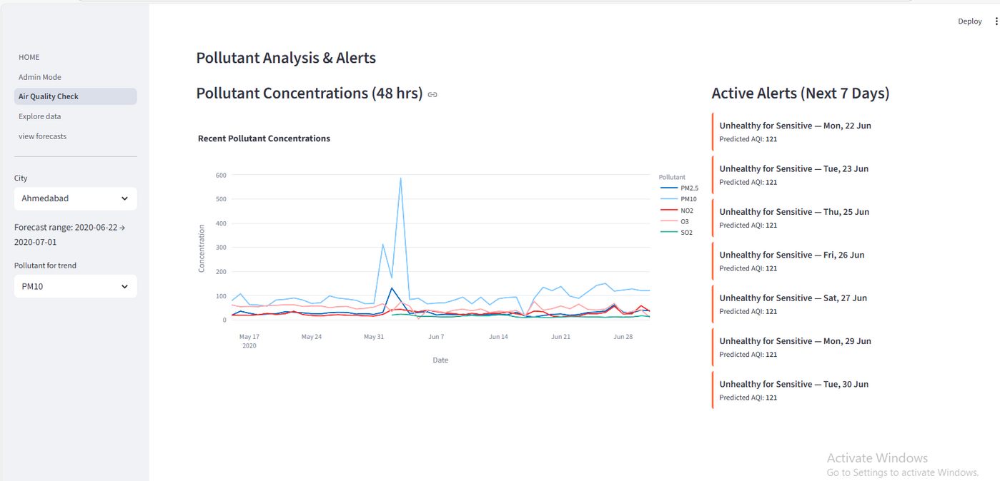 Deploy
HOME
Admin Mode
Air Quality Check
Explore data
view forecasts
City
Ahmedabad
Forecast range: 2020-06-22 →
2020-07-01
Pollutant for trend
PM10
Pollutant Analysis & Alerts
Pollutant Concentrations (48 hrs)
Recent Pollutant Concentrations
600
500
400
300
200
100
0
Concentration
May 17
2020
May 24
May 31
Jun 7
Jun 14
Jun 21
Jun 28
Date
Pollutant
PM2.5
PM10
NO2
O3
SO2
Active Alerts (Next 7 Days)
Unhealthy for Sensitive — Mon, 22 Jun
Predicted AQI: 121
Unhealthy for Sensitive — Tue, 23 Jun
Predicted AQI: 121
Unhealthy for Sensitive — Thu, 25 Jun
Predicted AQI: 121
Unhealthy for Sensitive — Fri, 26 Jun
Predicted AQI: 121
Unhealthy for Sensitive — Sat, 27 Jun
Predicted AQI: 121
Unhealthy for Sensitive — Mon, 29 Jun
Predicted AQI: 121
Unhealthy for Sensitive — Tue, 30 Jun
Predicted AQI: 121
Activate Windows
Go to Settings to activate Windows.